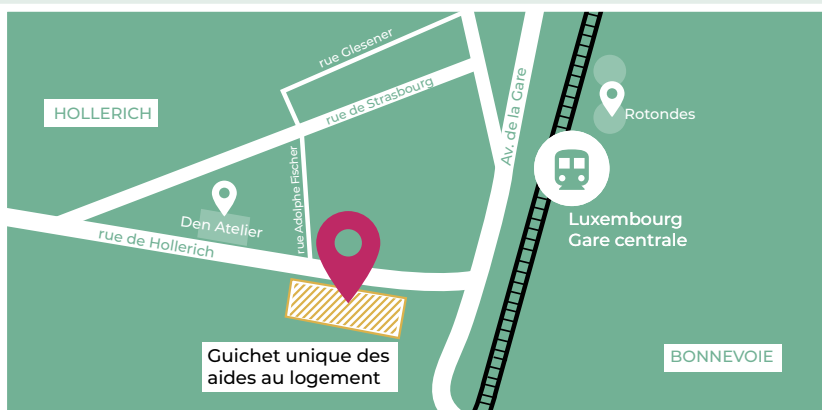 rue Glesener
HOLLERICH
rue de Strasbourg
Av. de la Gare
Rotondes
rue Adolphe Fischer
Den Atelier
rue de Hollerich
Luxembourg
Gare centrale
Guichet unique des
aides au logement
BONNEVOIE